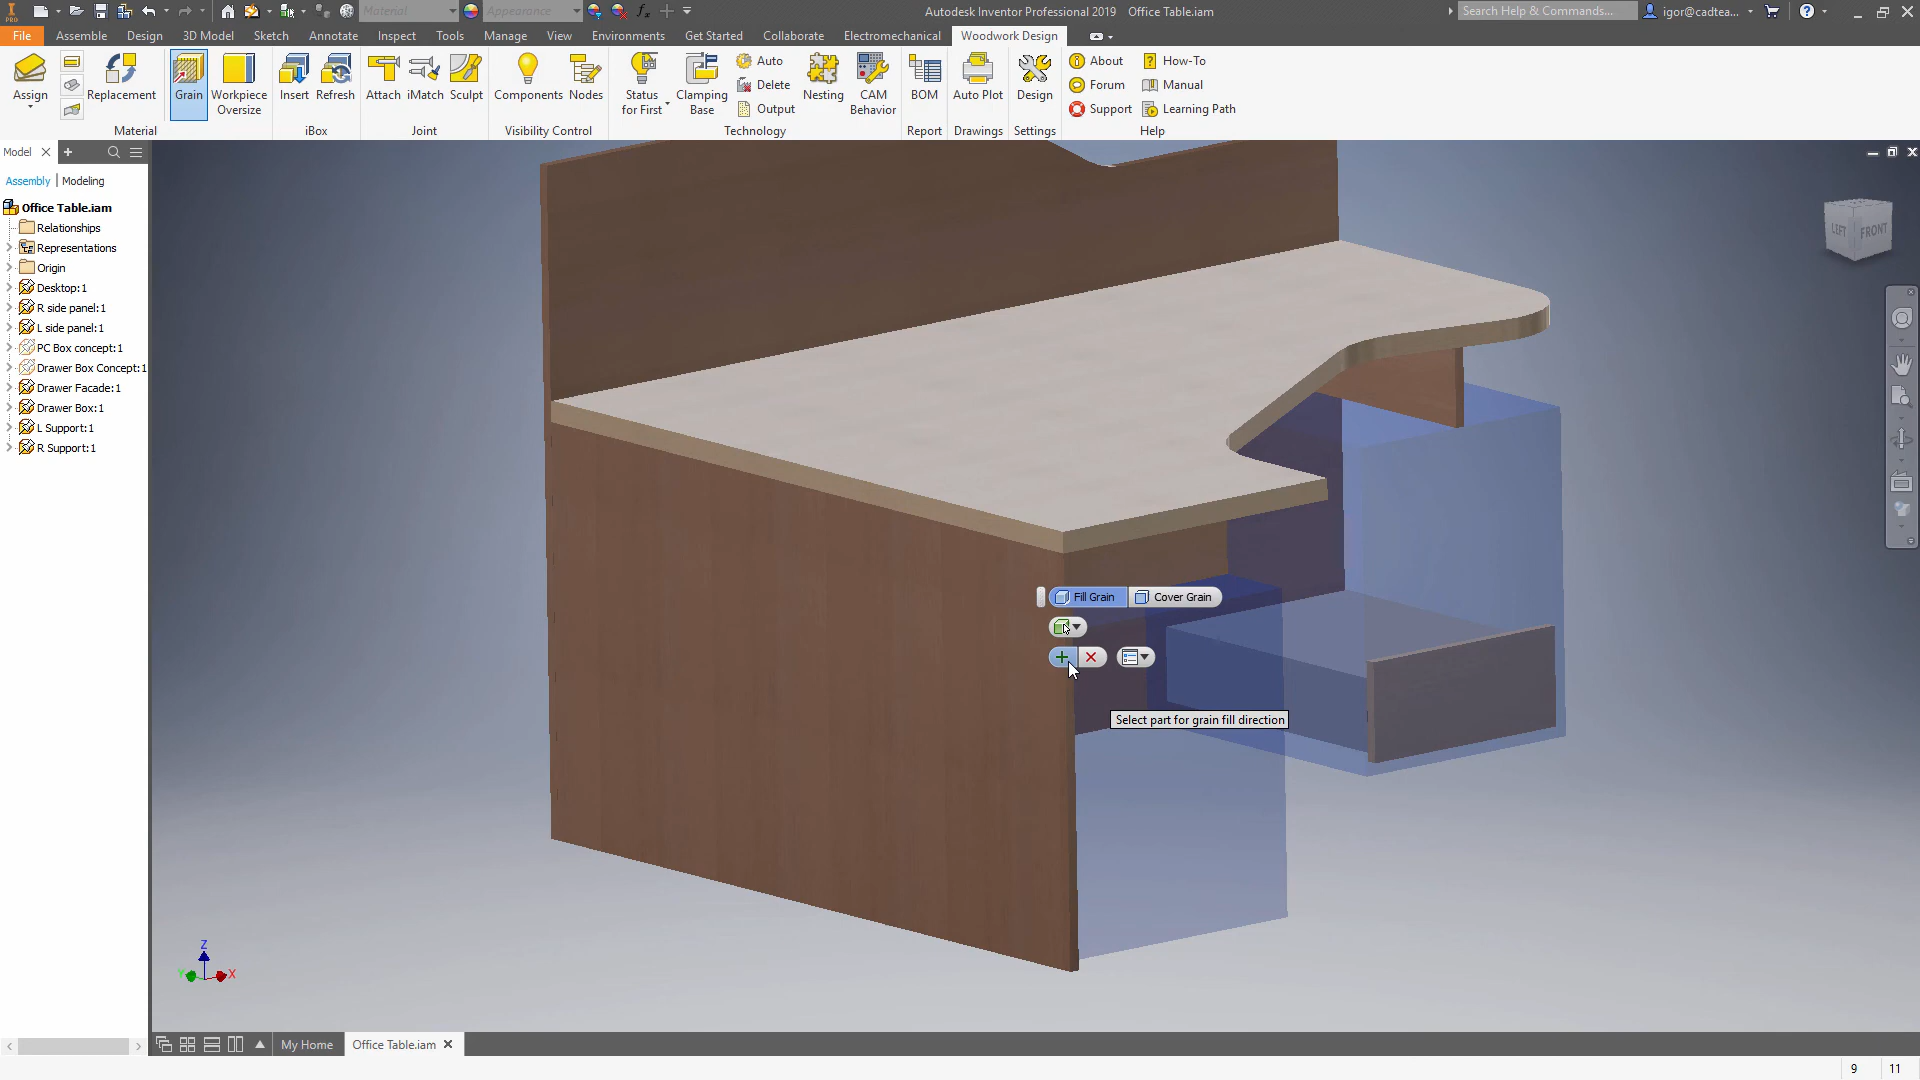 PRO
Material
Appearance
Autodesk Inventor Professional 2019 Office Table.iam
Search Help & Commands...
igor@cadtea...
File Assemble Design 3D Model Sketch Annotate Inspect Tools Manage View Environments Get Started Collaborate Electromechanical Woodwork Design
Assign
Replacement
Grain
Workpiece
Oversize
Insert
Refresh
Attach
iMatch
Sculpt
Components
Nodes
Status
for First
Clamping
Base
Auto
Delete
Output
Nesting
CAM
Behavior
BOM
Auto Plot
Design
About
Forum
Support
How-To
Manual
Learning Path
Material iBox Joint Visibility Control Technology Report Drawings Settings Help
Model
Assembly Modeling
Office Table.iam
Relationships
Representations
Origin
Desktop:1
R side panel:1
L side panel:1
PC Box concept:1
Drawer Box Concept:1
Drawer Facade:1
Drawer Box:1
L Support:1
R Support:1
LEFT FRONT
Fill Grain Cover Grain
Select part for grain fill direction
Z
Y
X
My Home Office Table.iam
9 11